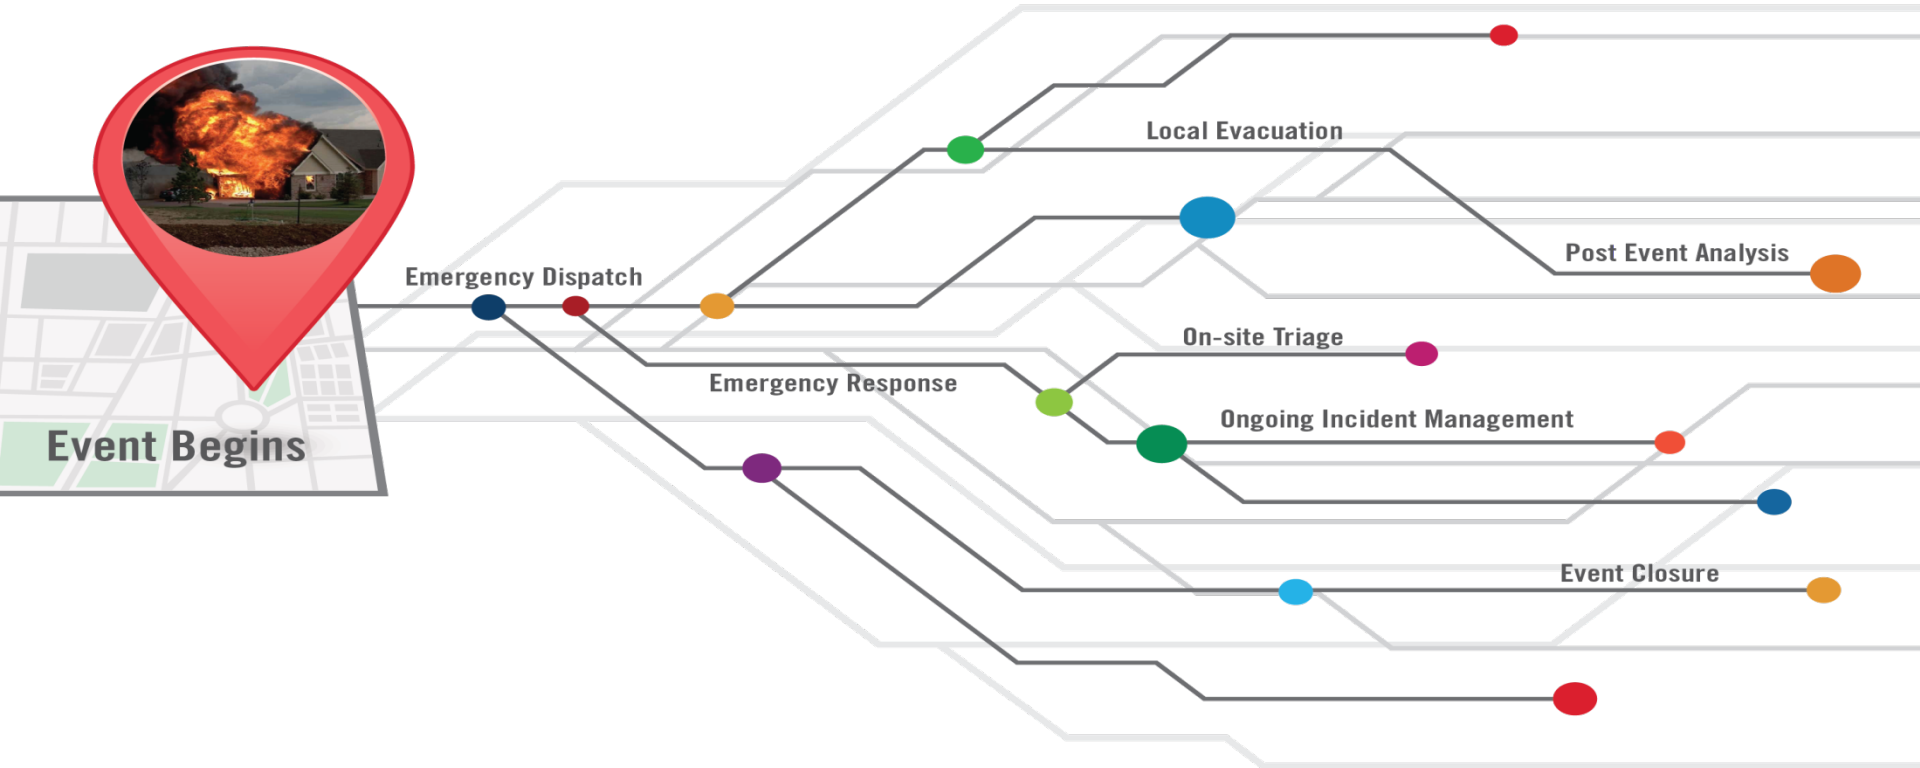 Event Begins
Emergency Dispatch
Emergency Response
Local Evacuation
Post Event Analysis
On-site Triage
Ongoing Incident Management
Event Closure